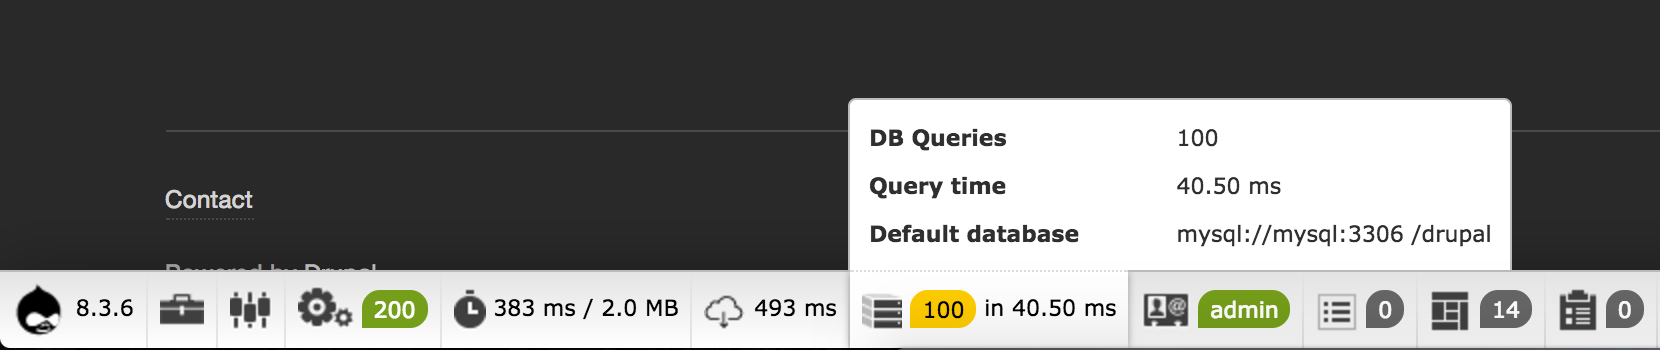 DB Queries 100
Query time 40.50 ms
Default database mysql://mysql:3306 /drupal
Contact
Powered by Drupal
8.3.6 200 383 ms / 2.0 MB 493 ms 100 in 40.50 ms admin 0 14 0